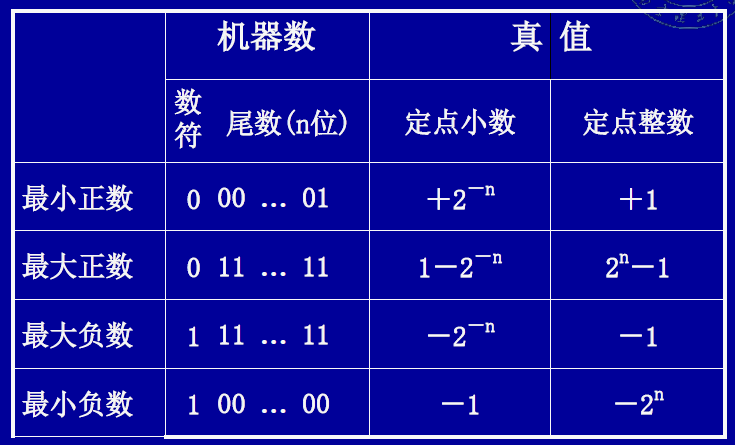 机器数 真 值
数符 尾数(n位) 定点小数 定点整数
最小正数 0 00 … 01 ＋2⁻ⁿ ＋1
最大正数 0 11 … 11 1－2⁻ⁿ 2ⁿ－1
最大负数 1 11 … 11 －2⁻ⁿ －1
最小负数 1 00 … 00 －1 －2ⁿ